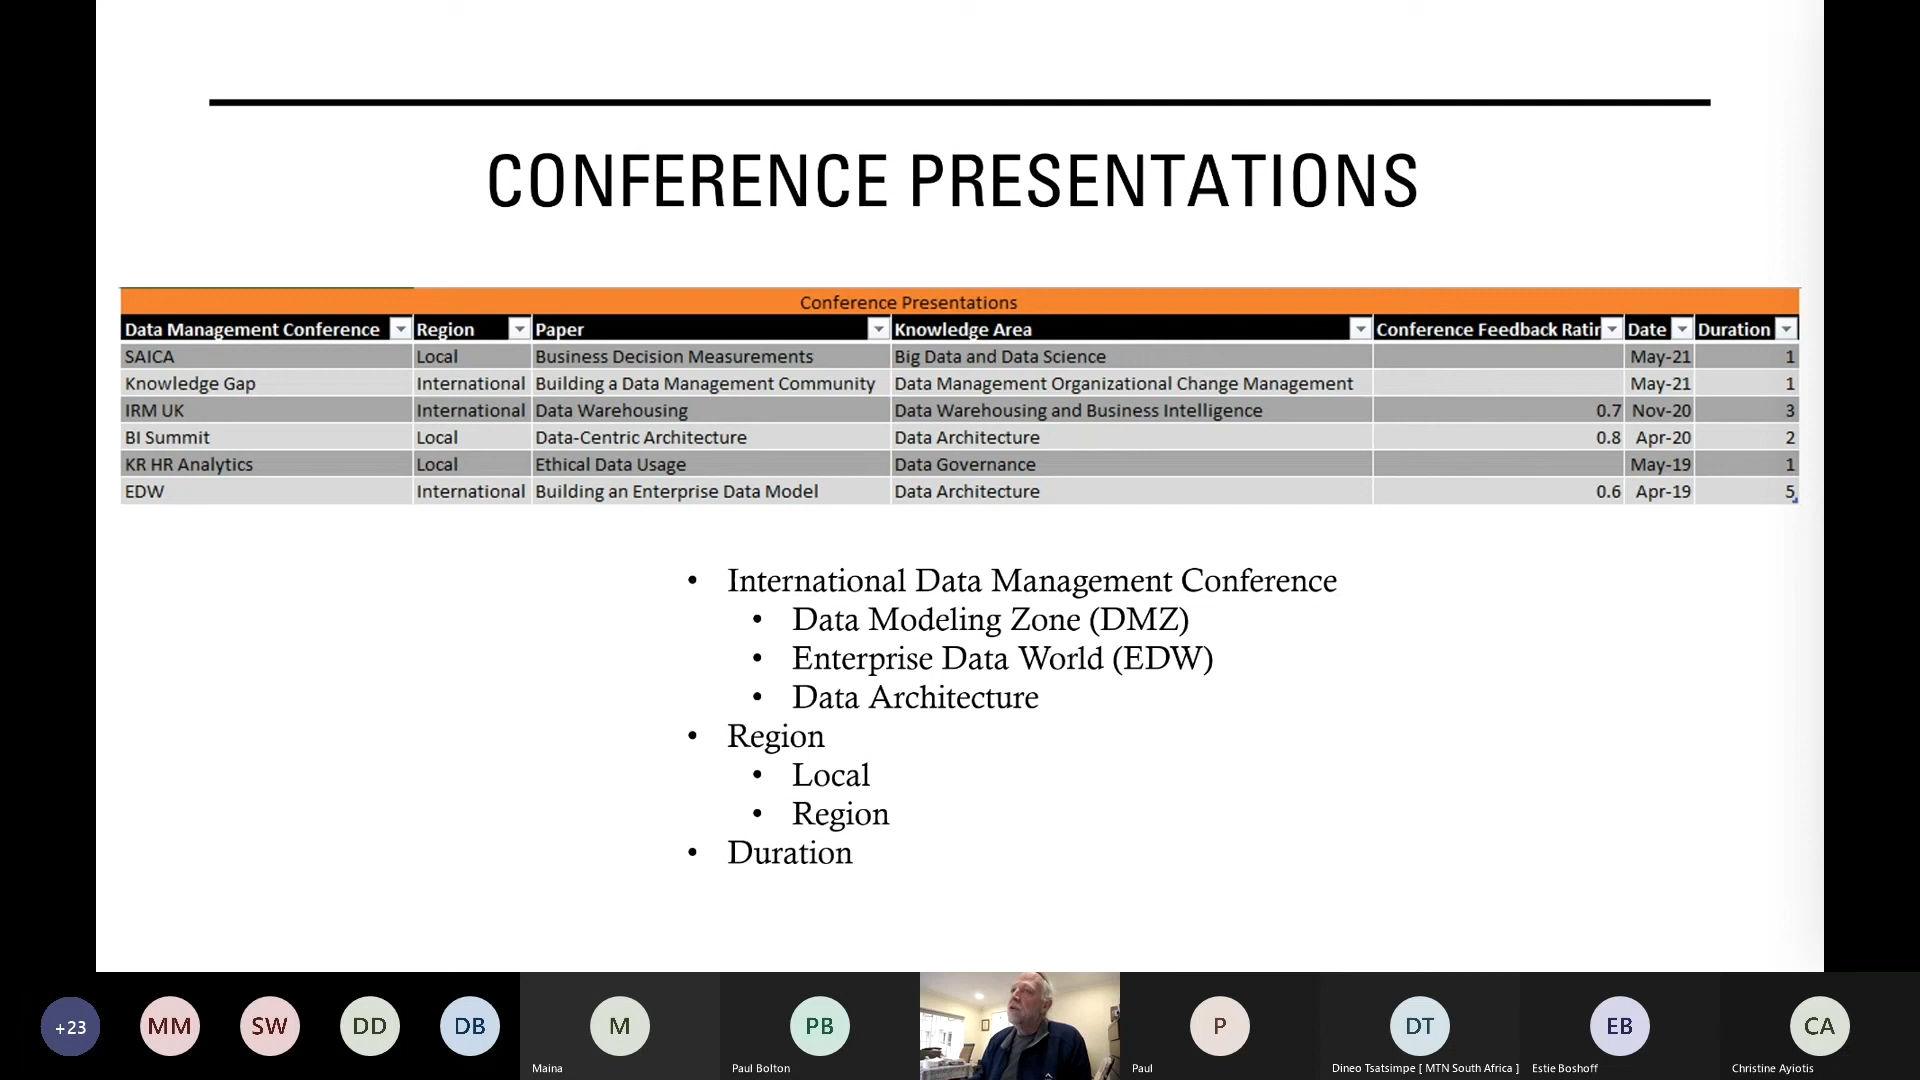 CONFERENCE PRESENTATIONS
Conference Presentations
Data Management Conference Region Paper Knowledge Area Conference Feedback Ratin Date Duration
SAICA Local Business Decision Measurements Big Data and Data Science May-21 1
Knowledge Gap International Building a Data Management Community Data Management Organizational Change Management May-21 1
IRM UK International Data Warehousing Data Warehousing and Business Intelligence 0.7 Nov-20 3
BI Summit Local Data-Centric Architecture Data Architecture 0.8 Apr-20 2
KR HR Analytics Local Ethical Data Usage Data Governance May-19 1
EDW International Building an Enterprise Data Model Data Architecture 0.6 Apr-19 5
• International Data Management Conference
• Data Modeling Zone (DMZ)
• Enterprise Data World (EDW)
• Data Architecture
• Region
• Local
• Region
• Duration
+23 MM SW DD DB M PB P DT EB CA
Maina Paul Bolton Paul Dineo Tsatsimpe [ MTN South Africa ] Estie Boshoff Christine Ayiotis